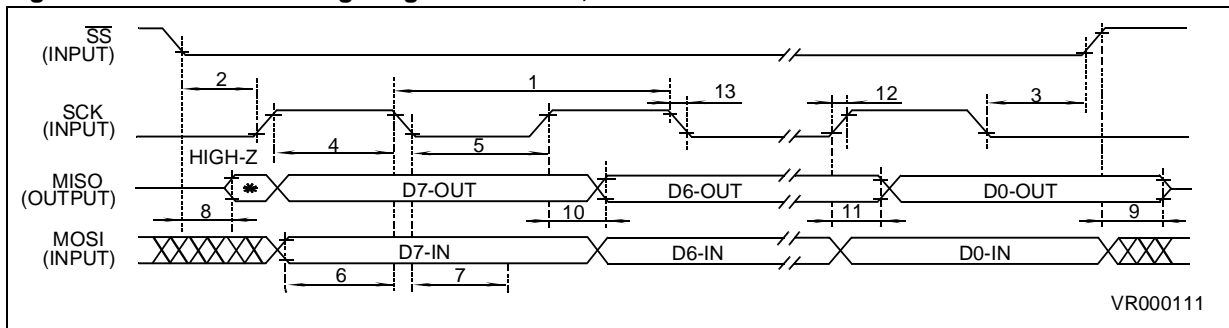 SS
(INPUT)
2
1
13
12
3
SCK
(INPUT)
4
5
HIGH-Z
MISO
(OUTPUT)
*
D7-OUT
D6-OUT
D0-OUT
8
10
11
9
MOSI
(INPUT)
D7-IN
D6-IN
D0-IN
6
7
VR000111